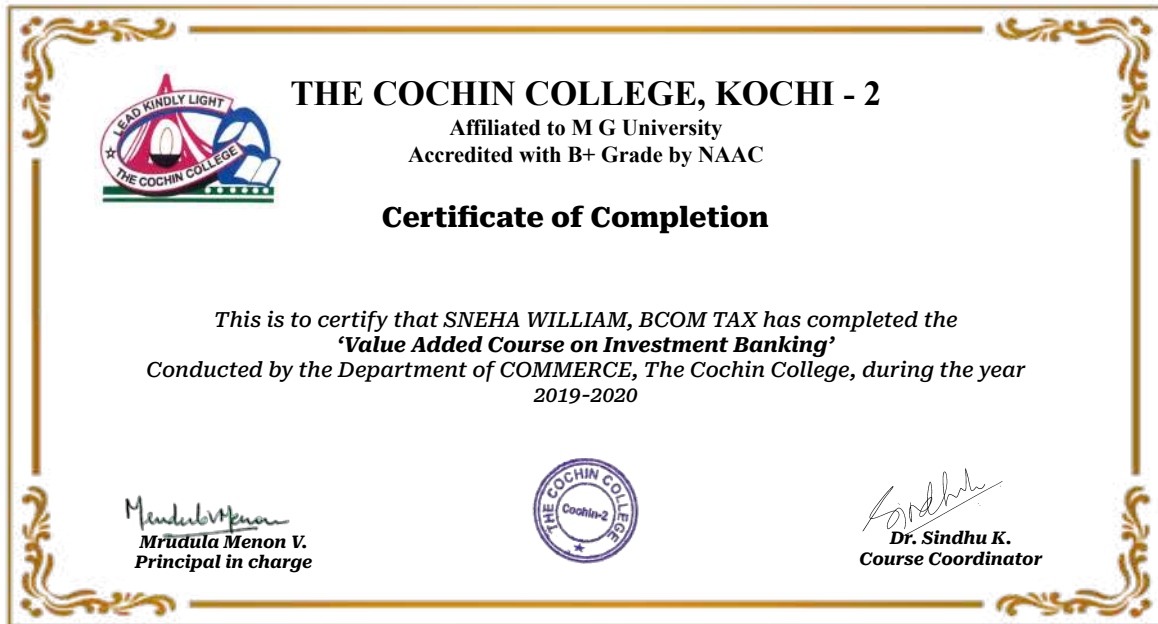 LEAD KINDLY LIGHT
THE COCHIN COLLEGE
THE COCHIN COLLEGE, KOCHI - 2
Affiliated to M G University
Accredited with B+ Grade by NAAC
Certificate of Completion
This is to certify that SNEHA WILLIAM, BCOM TAX has completed the
‘Value Added Course on Investment Banking’
Conducted by the Department of COMMERCE, The Cochin College, during the year
2019-2020
THE COCHIN COLLEGE
Cochin-2
Sindhu
Mrudula Menon V.
Principal in charge
Dr. Sindhu K.
Course Coordinator